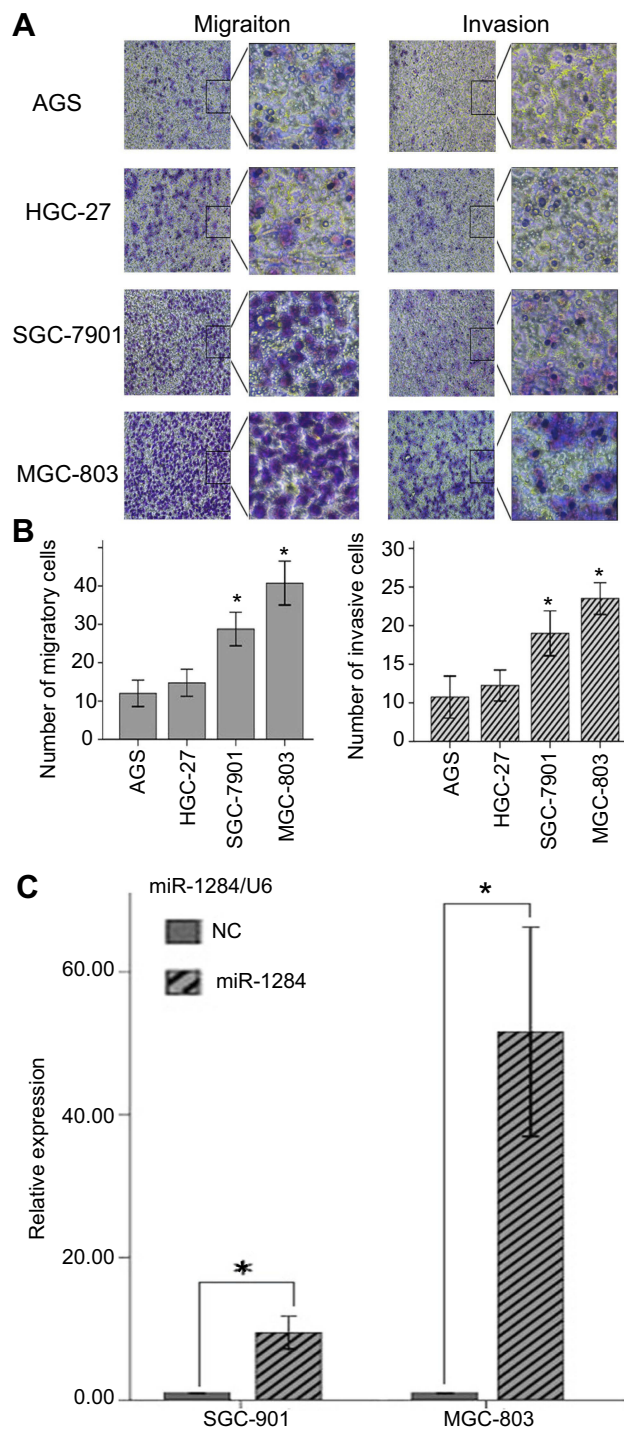 A
Migraiton
Invasion
AGS
HGC-27
SGC-7901
MGC-803
B
Number of migratory cells
40
30
20
10
0
*
*
AGS
HGC-27
SGC-7901
MGC-803
Number of invasive cells
30
25
20
15
10
0
*
*
AGS
HGC-27
SGC-7901
MGC-803
C
miR-1284/U6
NC
miR-1284
Relative expression
60.00
40.00
20.00
0.00
*
*
SGC-901
MGC-803